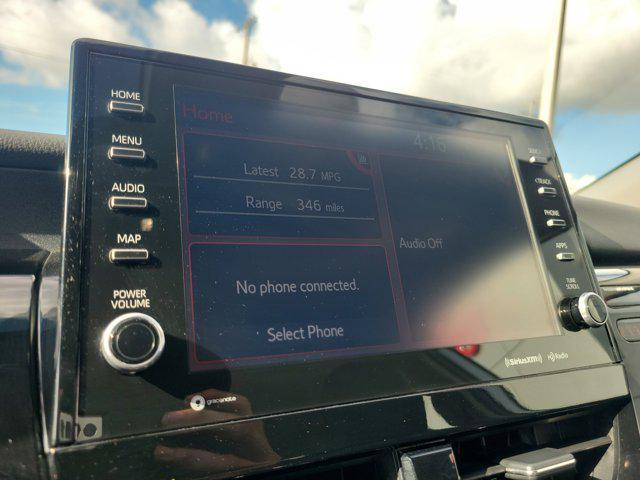 HOME
MENU
AUDIO
MAP
POWER
VOLUME
Home
4:15
Latest 28.7 MPG
Range 346 miles
Audio Off
No phone connected.
Select Phone
TRACK
PHONE
APPS
TUNE
SCROLL
gracenote
SiriusXM
HD Radio